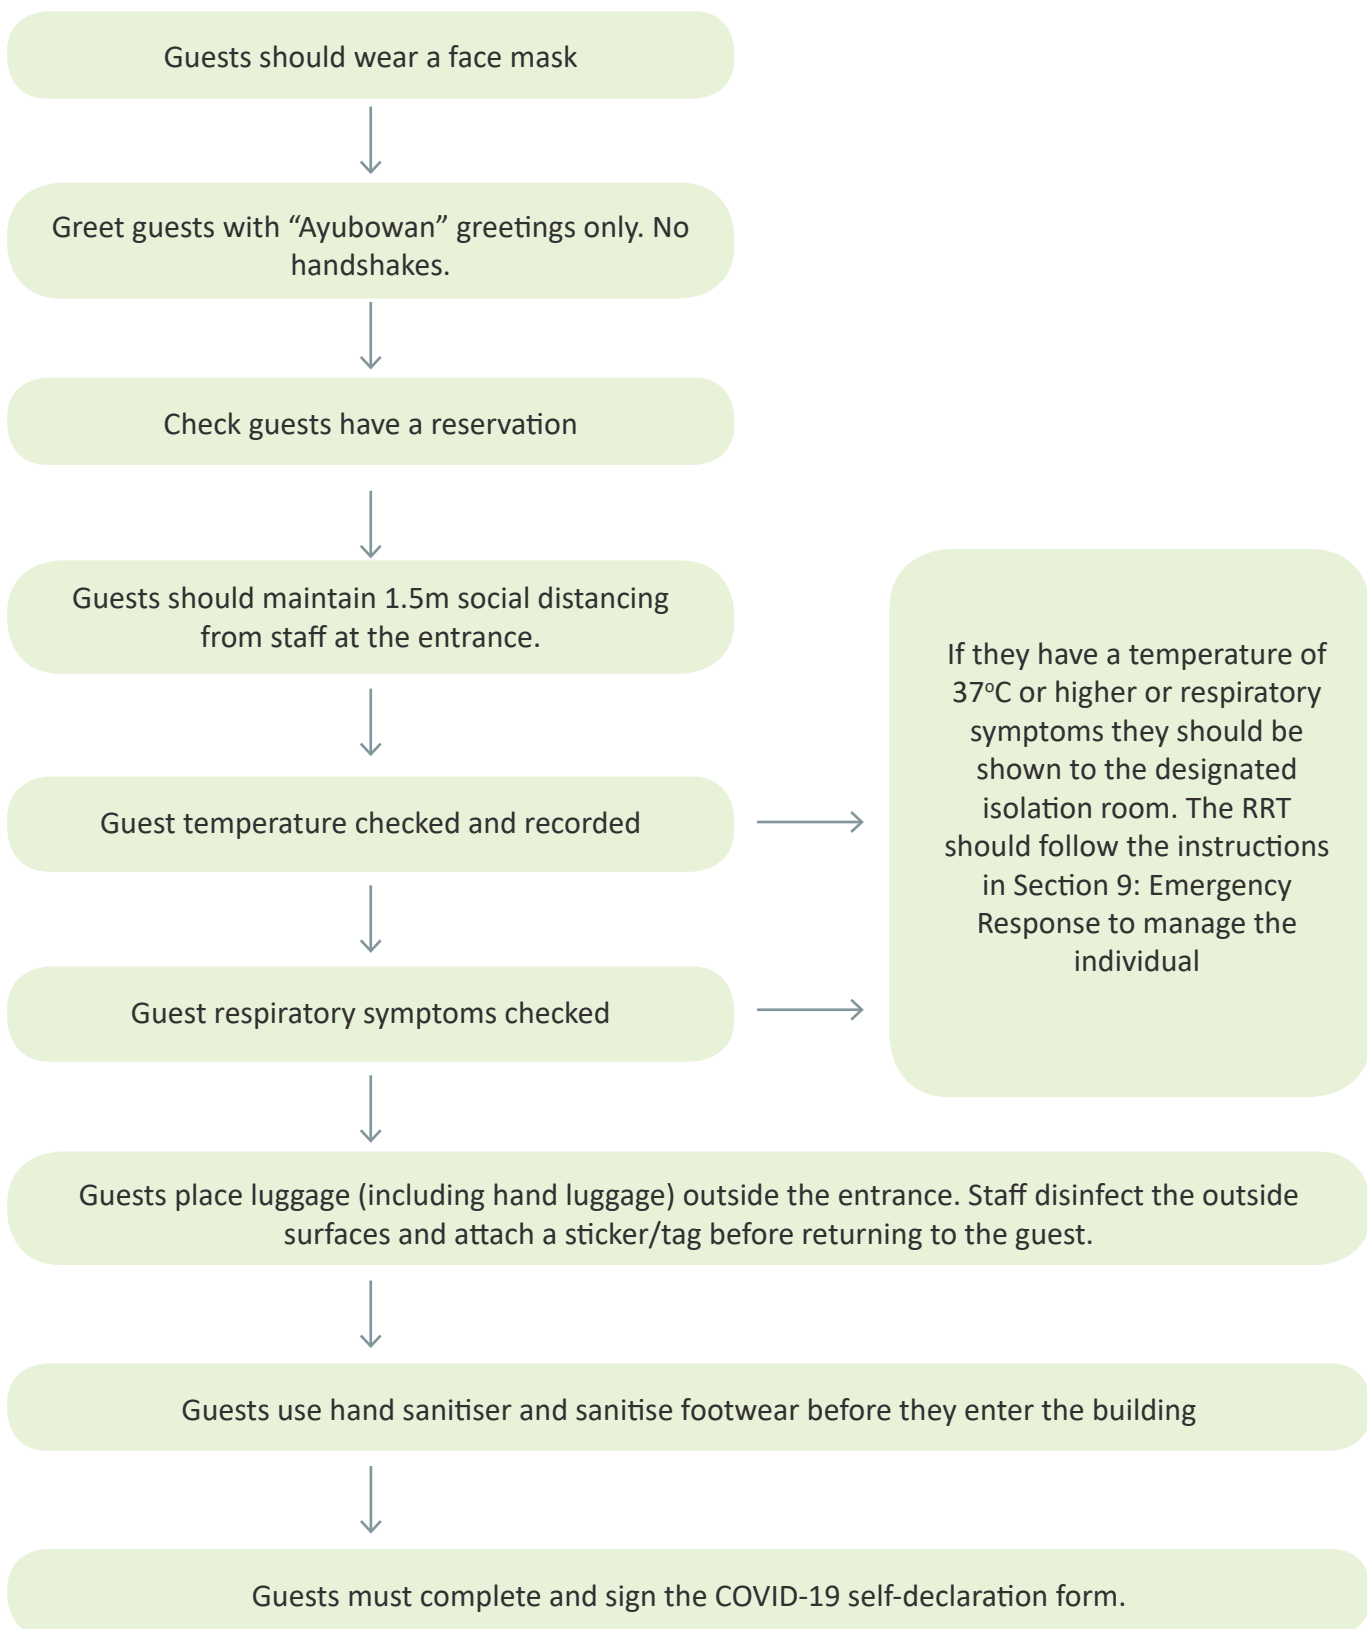 Guests should wear a face mask
Greet guests with “Ayubowan” greetings only. No
handshakes.
Check guests have a reservation
Guests should maintain 1.5m social distancing
from staff at the entrance.
Guest temperature checked and recorded
If they have a temperature of
37°C or higher or respiratory
symptoms they should be
shown to the designated
isolation room. The RRT
should follow the instructions
in Section 9: Emergency
Response to manage the
individual
Guest respiratory symptoms checked
Guests place luggage (including hand luggage) outside the entrance. Staff disinfect the outside
surfaces and attach a sticker/tag before returning to the guest.
Guests use hand sanitiser and sanitise footwear before they enter the building
Guests must complete and sign the COVID-19 self-declaration form.